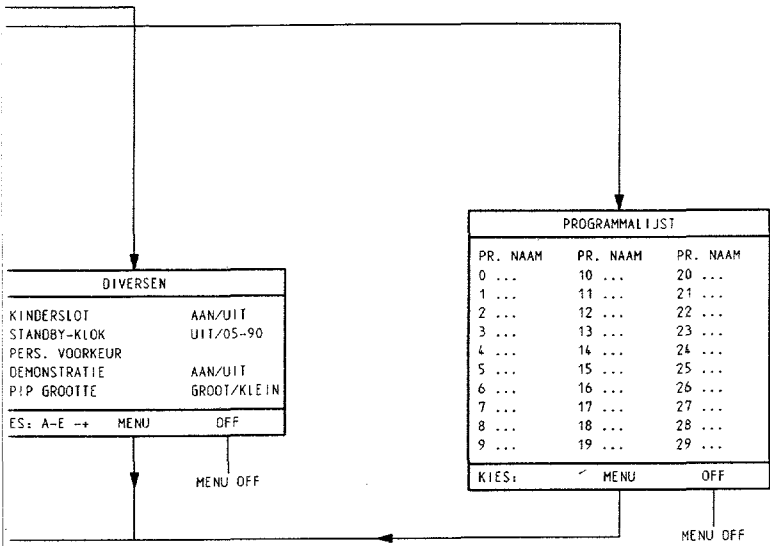 DIVERSEN
KINDERSLOT AAN/UIT
STANDBY-KLOK UIT/05-90
PERS. VOORKEUR
DEMONSTRATIE AAN/UIT
PIP GROOTTE GROOT/KLEIN
ES: A-E -+ MENU OFF
MENU OFF
PROGRAMMALIJST
PR. NAAM PR. NAAM PR. NAAM
0 ... 10 ... 20 ...
1 ... 11 ... 21 ...
2 ... 12 ... 22 ...
3 ... 13 ... 23 ...
4 ... 14 ... 24 ...
5 ... 15 ... 25 ...
6 ... 16 ... 26 ...
7 ... 17 ... 27 ...
8 ... 18 ... 28 ...
9 ... 19 ... 29 ...
KIES: MENU OFF
MENU OFF